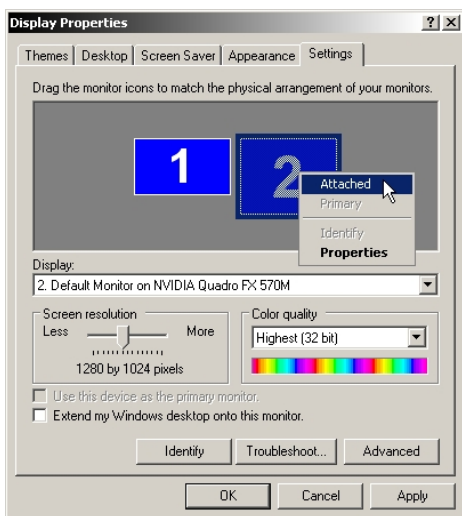 Display Properties
Themes Desktop Screen Saver Appearance Settings
Drag the monitor icons to match the physical arrangement of your monitors.
1
2
Attached
Primary
Identify
Properties
Display:
2. Default Monitor on NVIDIA Quadro FX 570M
Screen resolution
Less More
1280 by 1024 pixels
Color quality
Highest (32 bit)
Use this device as the primary monitor.
Extend my Windows desktop onto this monitor.
Identify Troubleshoot... Advanced
OK Cancel Apply